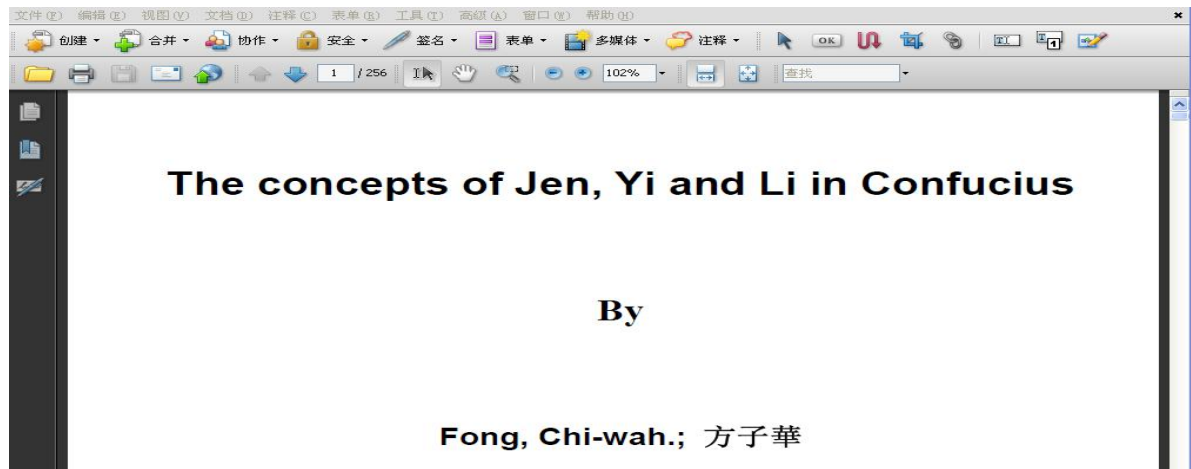 文件(F) 编辑(E) 视图(V) 文档(D) 注释(C) 表单(R) 工具(T) 高级(A) 窗口(W) 帮助(H)
创建 合并 协作 安全 签名 表单 多媒体 注释 OK
1 / 256 102% 查找
The concepts of Jen, Yi and Li in Confucius
By
Fong, Chi-wah.; 方子華